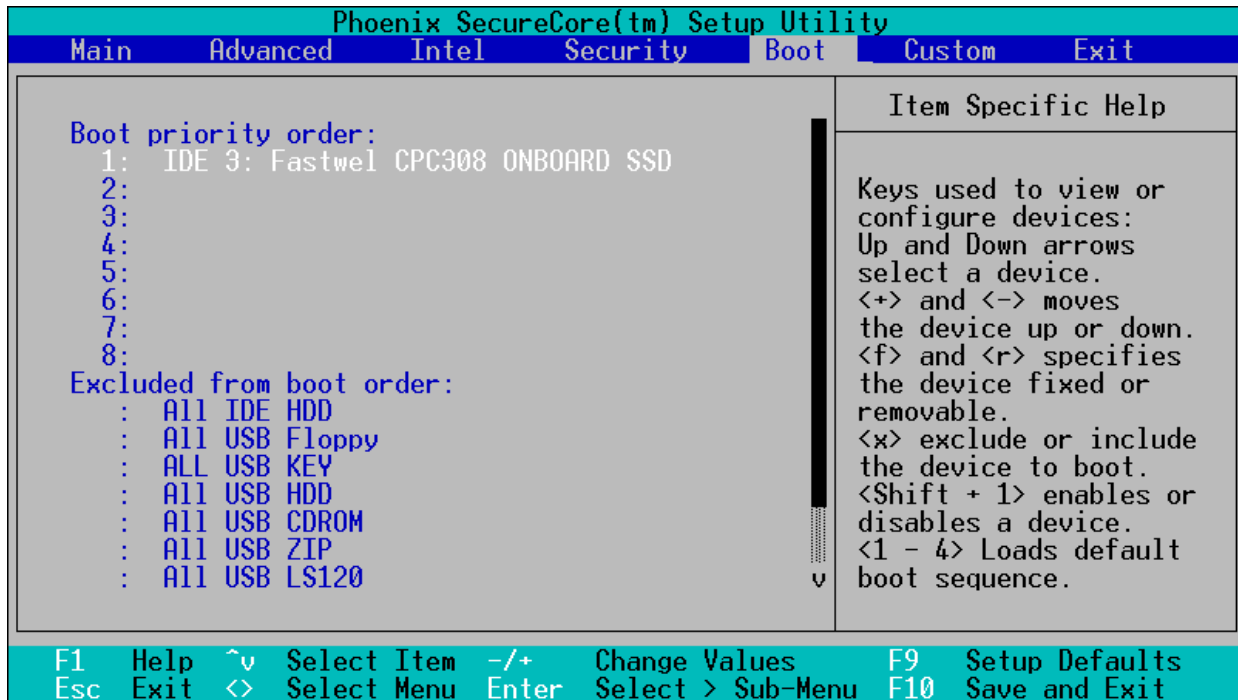 Phoenix SecureCore(tm) Setup Utility
Main Advanced Intel Security Boot Custom Exit
Boot priority order:
1: IDE 3: Fastwel CPC308 ONBOARD SSD
2:
3:
4:
5:
6:
7:
8:
Excluded from boot order:
: All IDE HDD
: All USB Floppy
: ALL USB KEY
: All USB HDD
: All USB CDROM
: All USB ZIP
: All USB LS120
v
Item Specific Help
Keys used to view or
configure devices:
Up and Down arrows
select a device.
<+> and <-> moves
the device up or down.
<f> and <r> specifies
the device fixed or
removable.
<x> exclude or include
the device to boot.
<Shift + 1> enables or
disables a device.
<1 - 4> Loads default
boot sequence.
F1 Help ^v Select Item -/+ Change Values F9 Setup Defaults
Esc Exit <> Select Menu Enter Select > Sub-Menu F10 Save and Exit